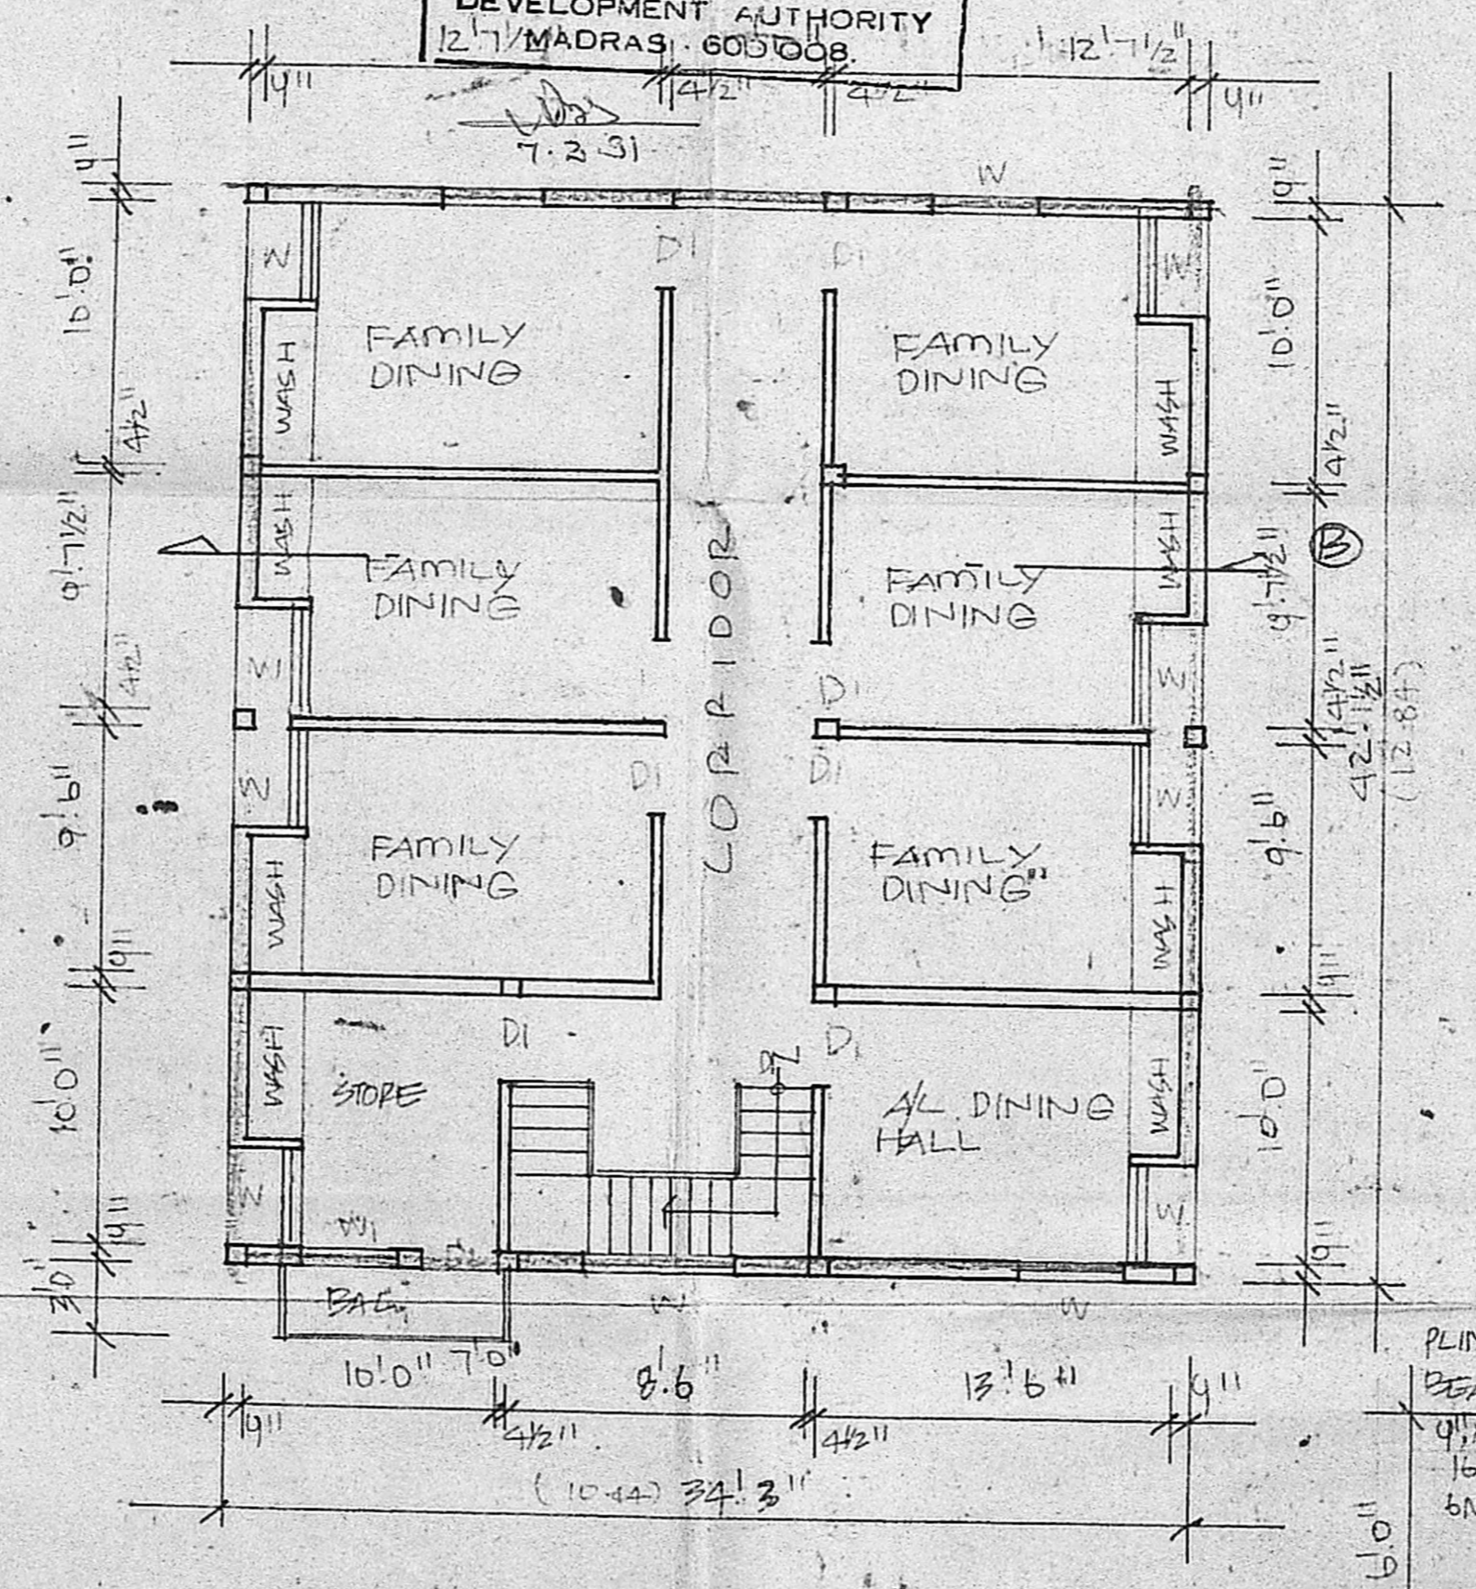 DEVELOPMENT AUTHORITY
MADRAS. 600.008.
12'7½"
12'-7½"
9"
4½"
4½"
9"
7.2.31
W
9"
9"
D1
D1
W
W
10'.0"
10'.0"
FAMILY
DINING
FAMILY
DINING
WASH
WASH
4½"
4½"
WASH
WASH
9'-7½"
9'-7½"
B
FAMILY
DINING
FAMILY
DINING
CORRIDOR
W
W
4½"
4½"
42'-1½"
(12.84)
D1
D1
D1
W
W
9'.6"
9'.6"
FAMILY
DINING
FAMILY
DINING
WASH
WASH
9"
9"
D1
D1
WASH
WASH
STORE
A/C. DINING
HALL
10'.0"
10'.0"
W
W
W1
9"
9"
3'.0"
W
W
10'.0"
7'.0"
8'.6"
13'.6"
9"
9"
4½"
4½"
(10.44) 34'.3"